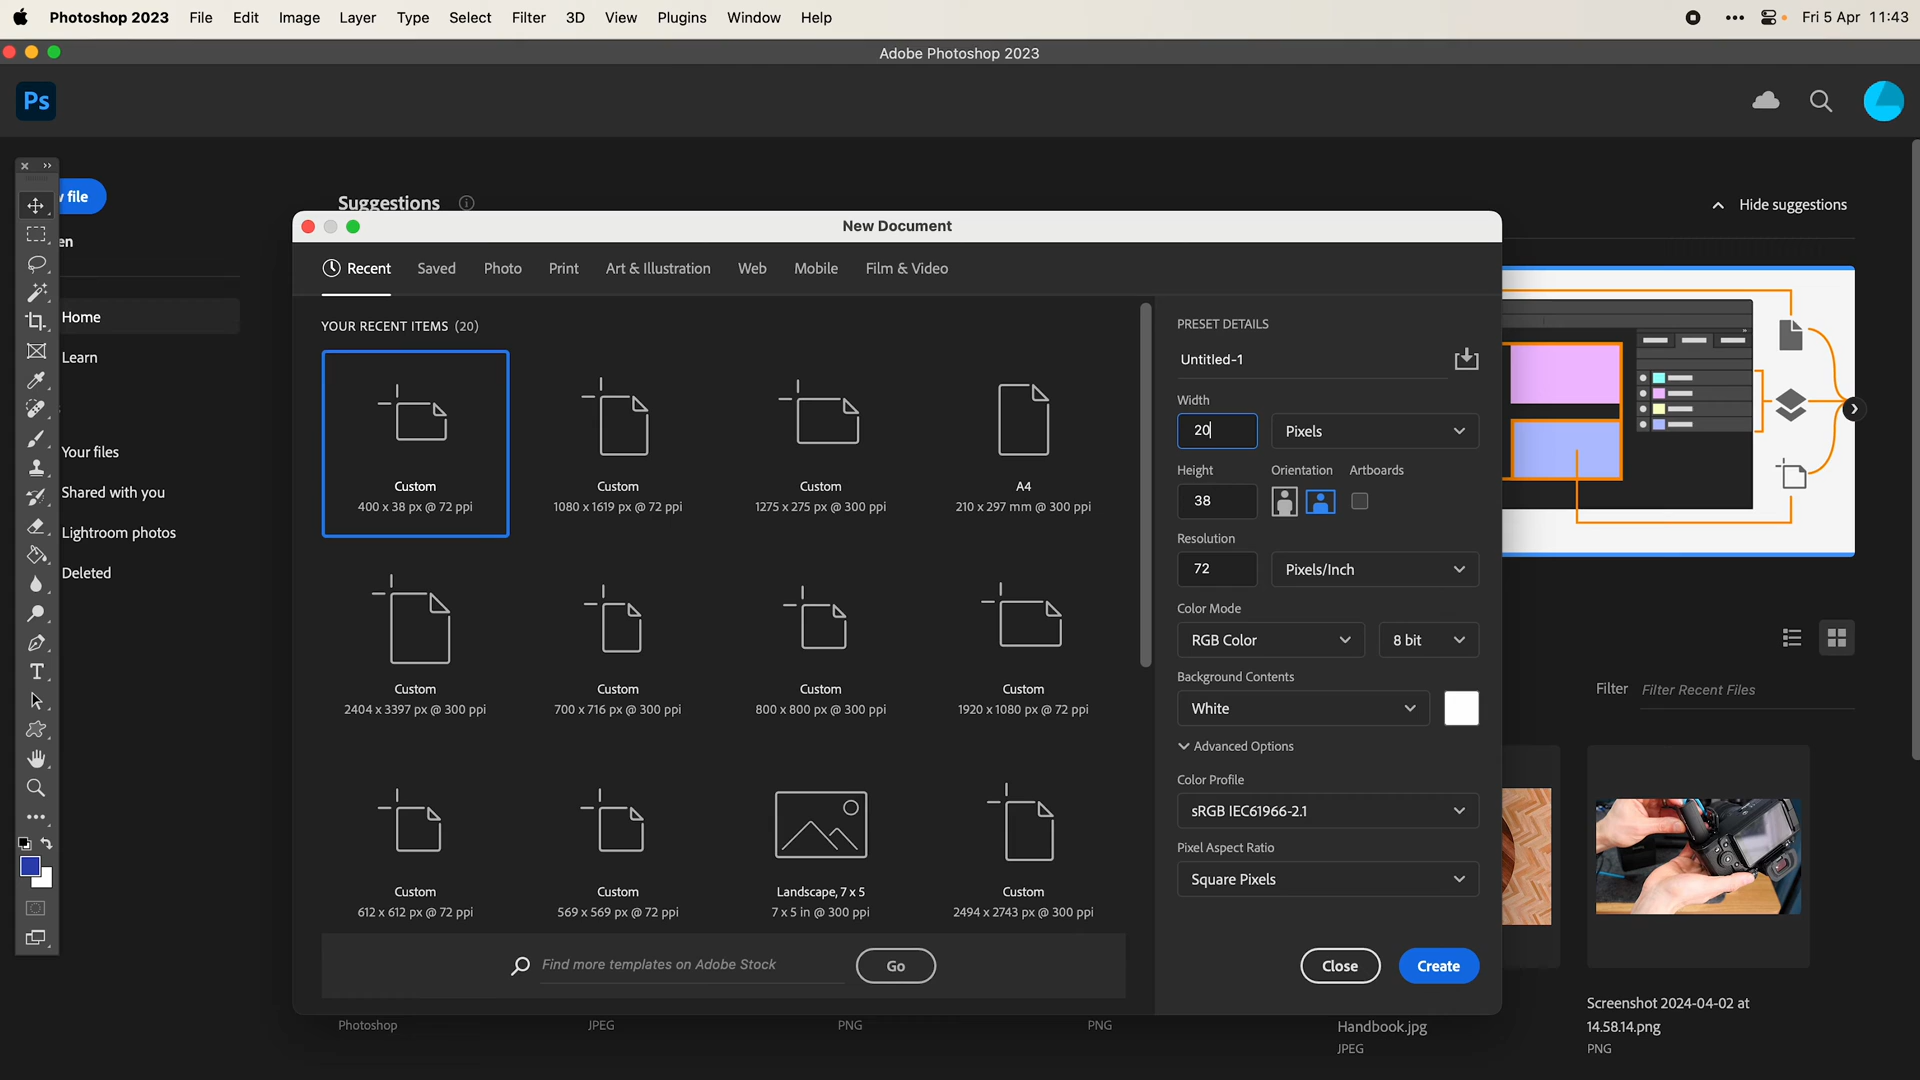 Photoshop 2023 File Edit Image Layer Type Select Filter 3D View Plugins Window Help Fri 5 Apr 11:43
Adobe Photoshop 2023
Ps
v file
en
Home
Learn
Your files
Shared with you
Lightroom photos
Deleted
Suggestions
Hide suggestions
New Document
Recent Saved Photo Print Art & Illustration Web Mobile Film & Video
YOUR RECENT ITEMS (20)
Custom
400 x 38 px @ 72 ppi
Custom
1080 x 1619 px @ 72 ppi
Custom
1275 x 275 px @ 300 ppi
A4
210 x 297 mm @ 300 ppi
Custom
2404 x 3397 px @ 300 ppi
Custom
700 x 716 px @ 300 ppi
Custom
800 x 800 px @ 300 ppi
Custom
1920 x 1080 px @ 72 ppi
Custom
612 x 612 px @ 72 ppi
Custom
569 x 569 px @ 72 ppi
Landscape, 7 x 5
7 x 5 in @ 300 ppi
Custom
2494 x 2743 px @ 300 ppi
Find more templates on Adobe Stock
Go
PRESET DETAILS
Untitled-1
Width
20 Pixels
Height Orientation Artboards
38
Resolution
72 Pixels/Inch
Color Mode
RGB Color 8 bit
Background Contents
White
Advanced Options
Color Profile
sRGB IEC61966-2.1
Pixel Aspect Ratio
Square Pixels
Close Create
Filter Filter Recent Files
Photoshop
JPEG
PNG
PNG
Handbook.jpg
JPEG
Screenshot 2024-04-02 at
14.58.14.png
PNG